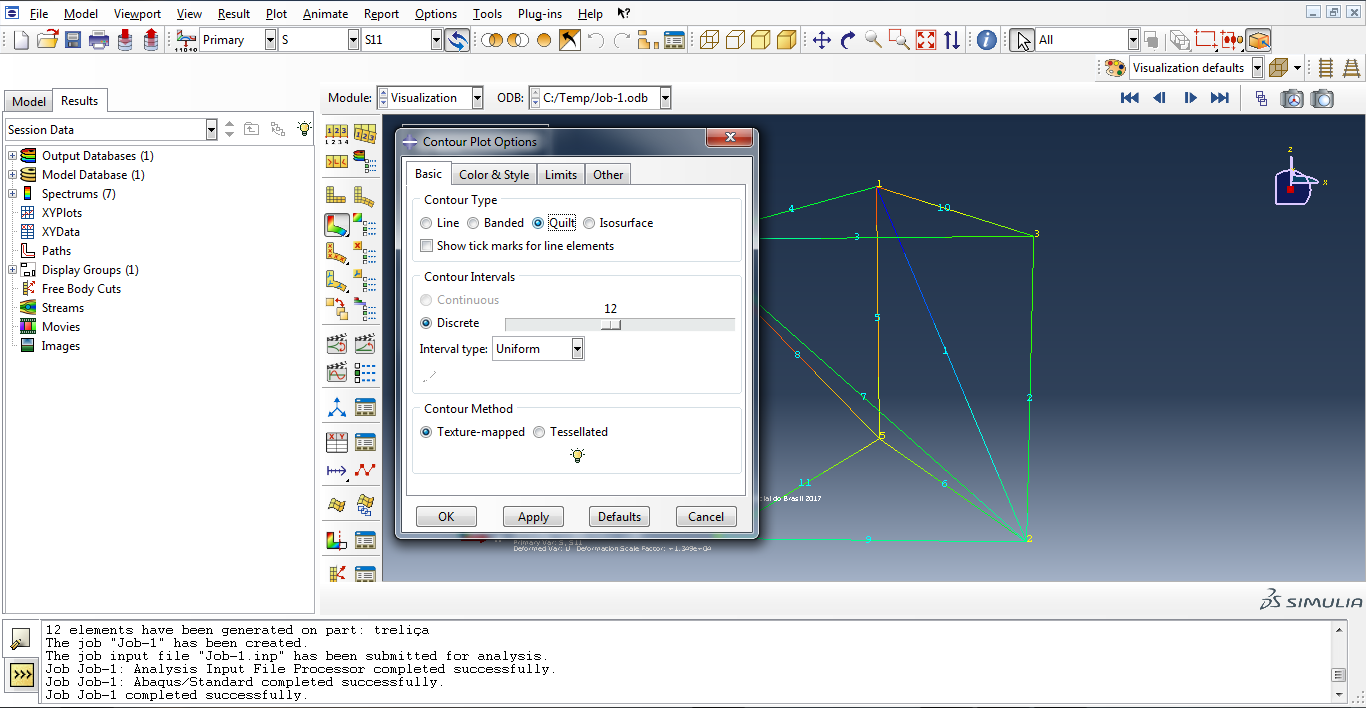 File Model Viewport View Result Plot Animate Report Options Tools Plug-ins Help
Primary S S11 All
Visualization defaults
Model Results Module: Visualization ODB: C:/Temp/Job-1.odb
Session Data
Output Databases (1)
Model Database (1)
Spectrums (7)
XYPlots
XYData
Paths
Display Groups (1)
Free Body Cuts
Streams
Movies
Images
Contour Plot Options
Basic Color & Style Limits Other
Contour Type
Line Banded Quilt Isosurface
Show tick marks for line elements
Contour Intervals
Continuous
12
Discrete
Interval type: Uniform
Contour Method
Texture-mapped Tessellated
OK Apply Defaults Cancel
z
x
1
4
10
3
3
5
8
1
7
2
5
11
6
9
2
do Brasil 2017
Primary Var: S, S11
Deformed Var: U Deformation Scale Factor:
SIMULIA
12 elements have been generated on part: treliça
The job "Job-1" has been created.
The job input file "Job-1.inp" has been submitted for analysis.
Job Job-1: Analysis Input File Processor completed successfully.
Job Job-1: Abaqus/Standard completed successfully.
Job Job-1 completed successfully.